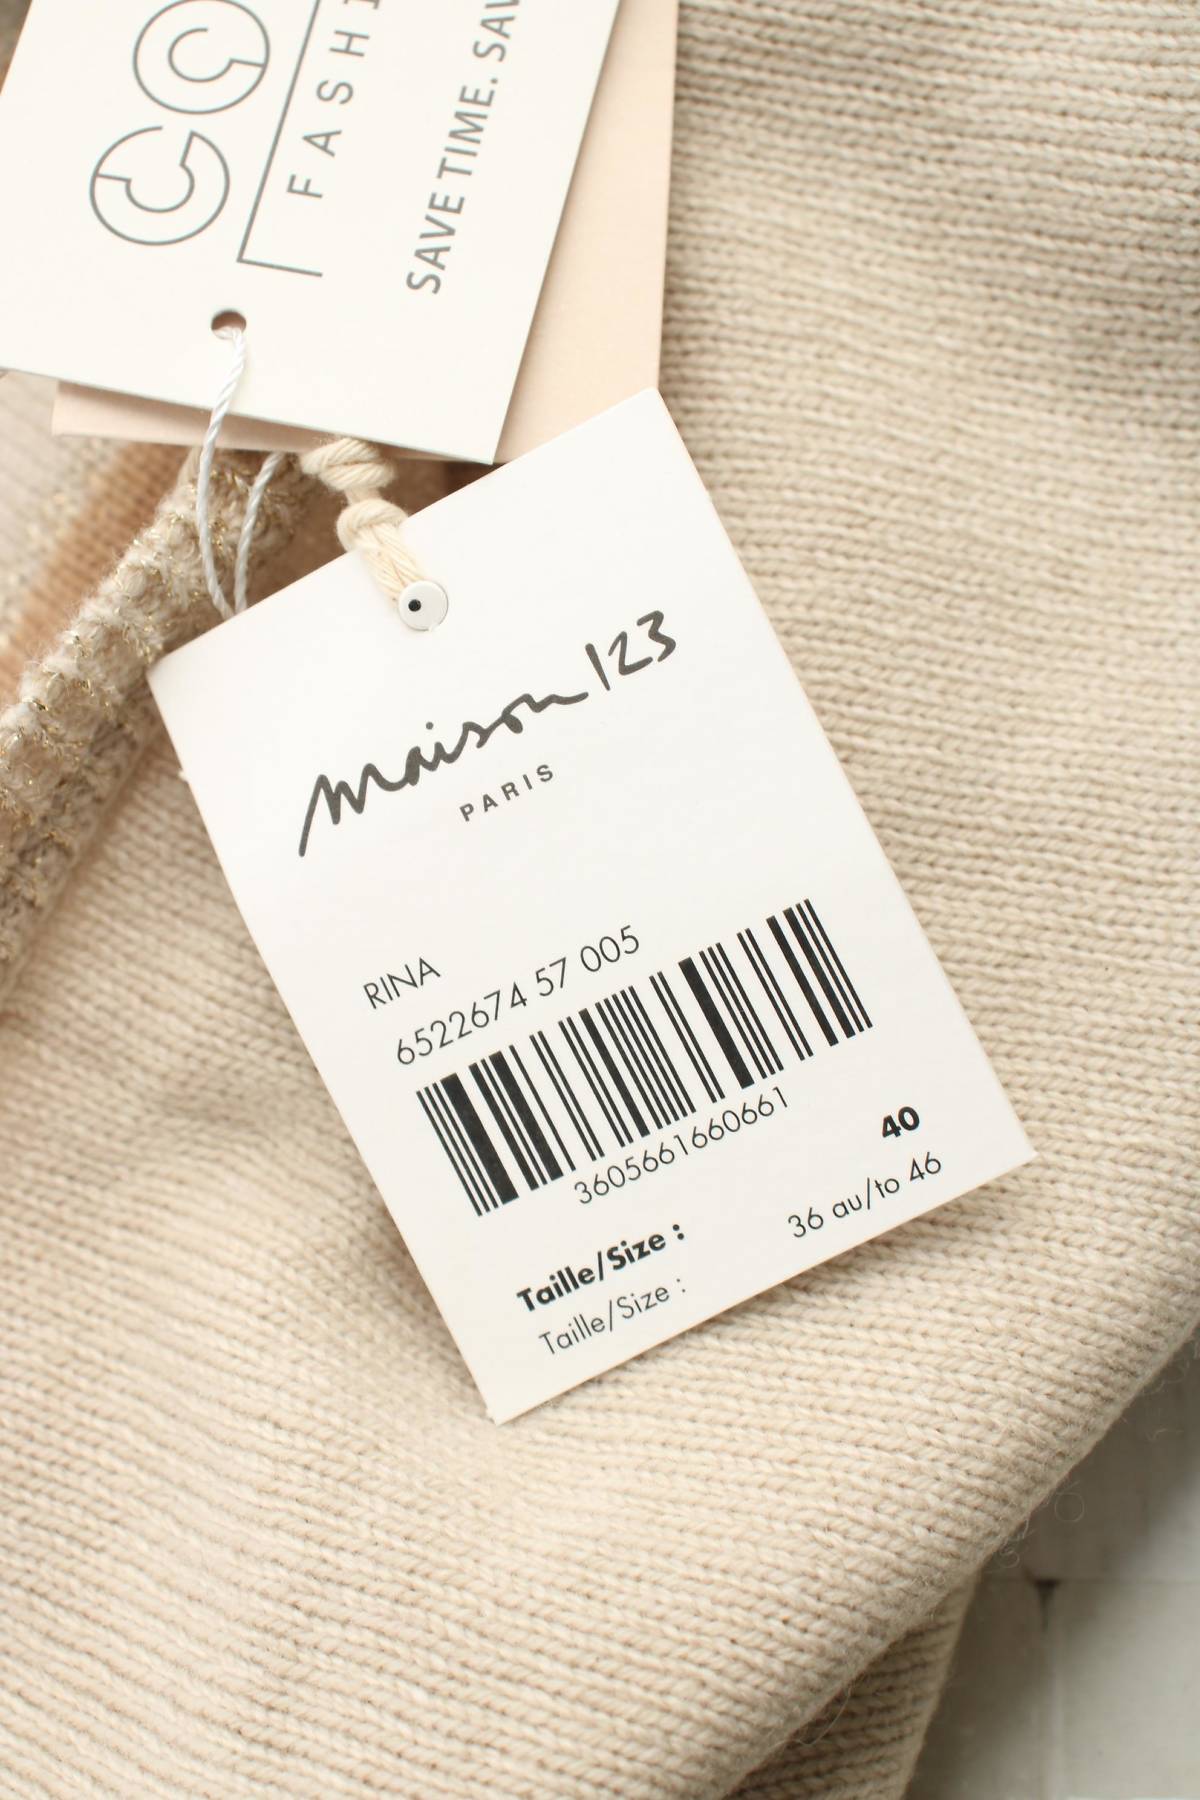 FASHI
SAVE TIME. SAV
maison 123
PARIS
RINA
6522674 57 005
3605661660661
Taille/Size : 40
Taille/Size : 36 au/to 46